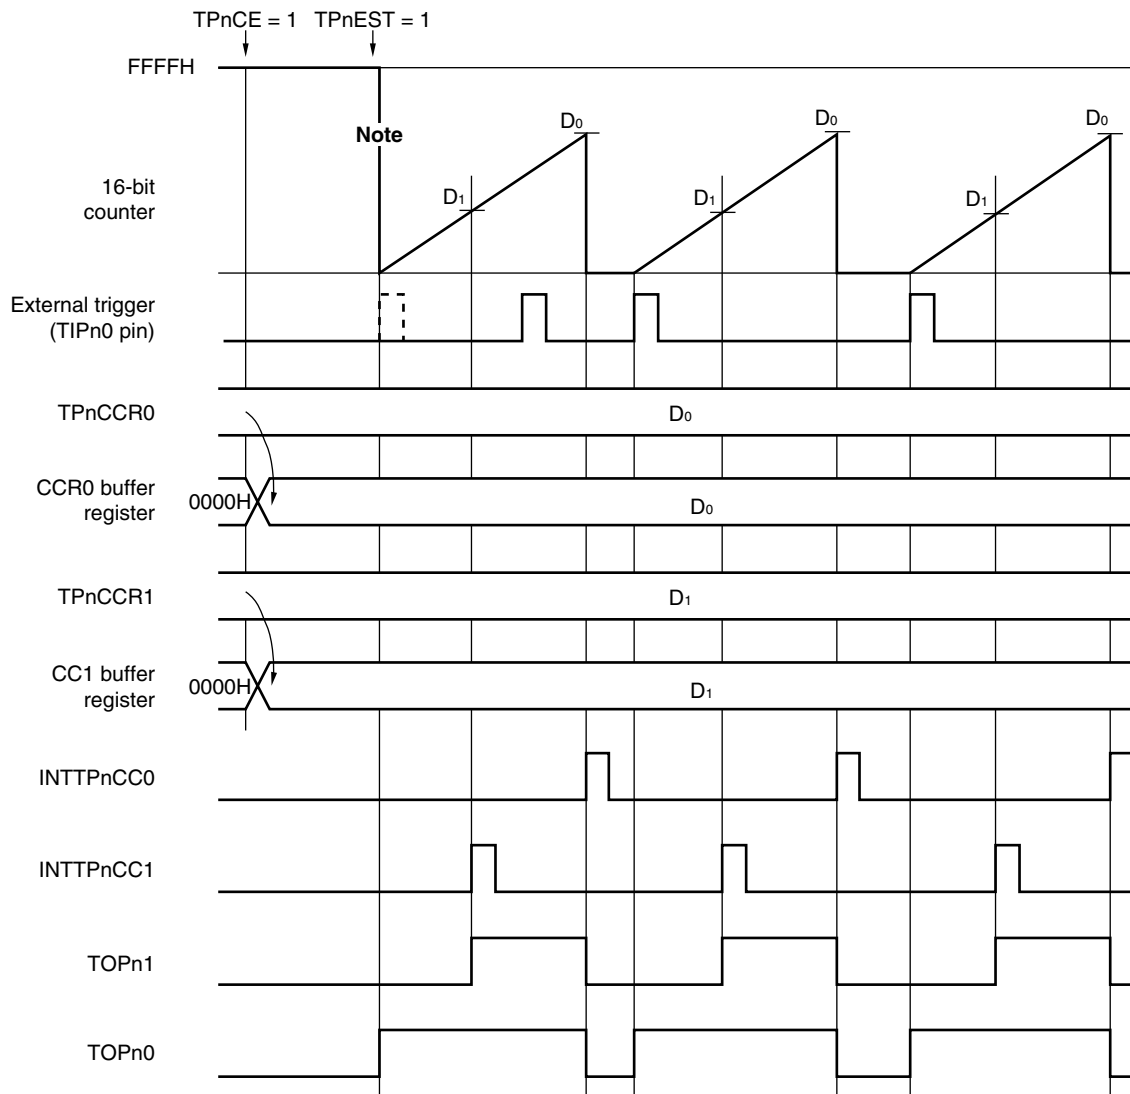 TPnCE = 1 TPnEST = 1
FFFFH
Note
D0 D0 D0
16-bit
counter
D1 D1 D1
External trigger
(TIPn0 pin)
TPnCCR0
D0
CCR0 buffer
register
0000H
D0
TPnCCR1
D1
CC1 buffer
register
0000H
D1
INTTPnCC0
INTTPnCC1
TOPn1
TOPn0